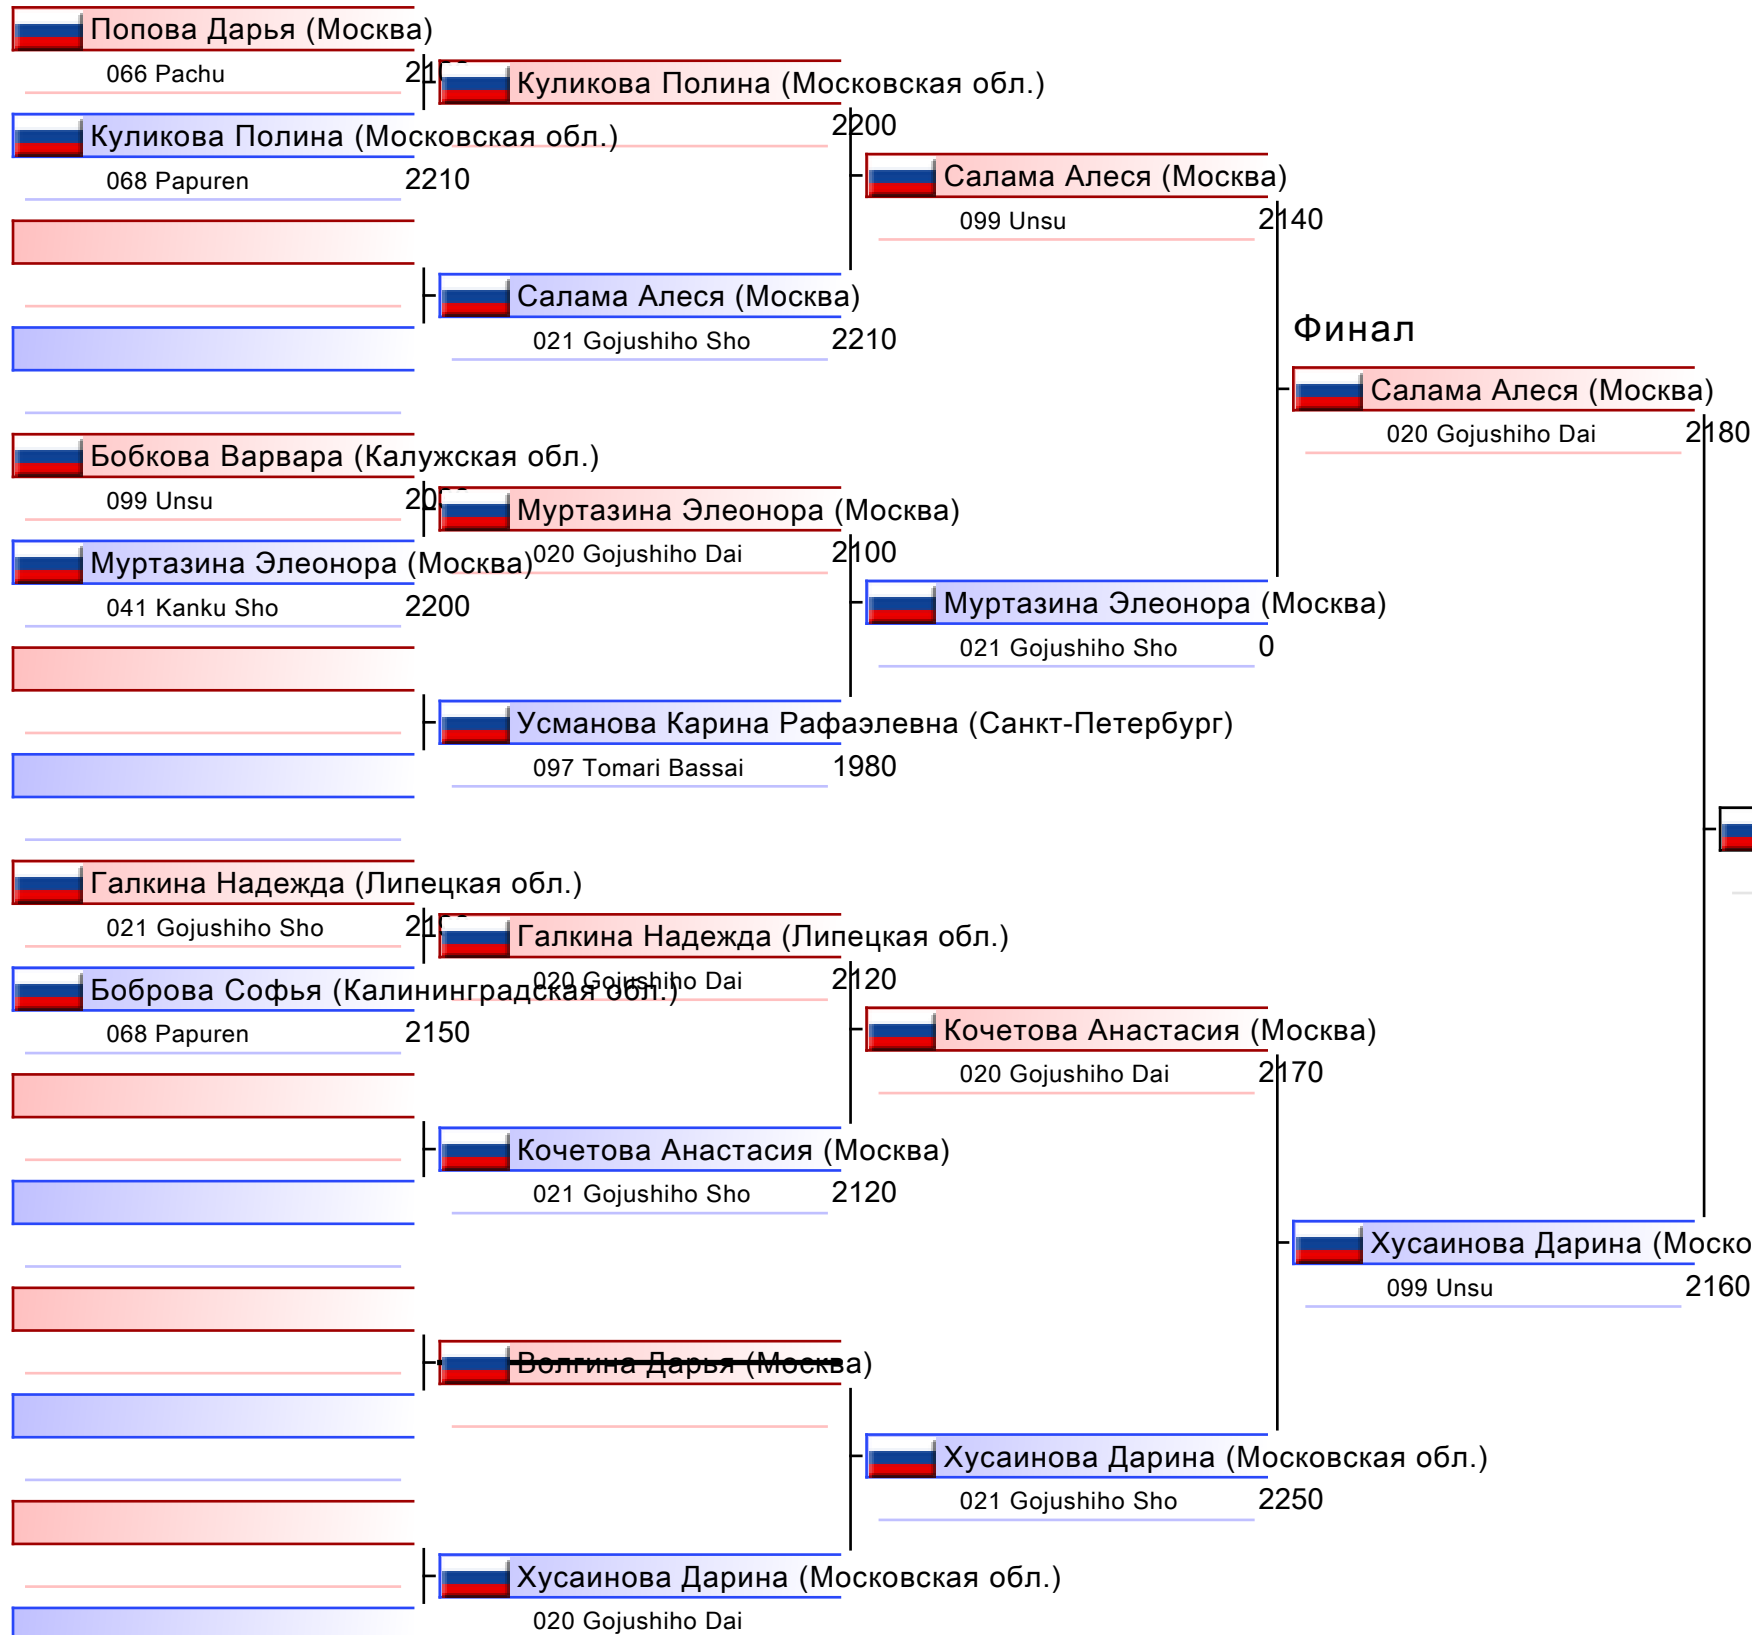 Попова Дарья (Москва)
066 Pachu
Куликова Полина (Московская обл.)
068 Papuren 2210
Бобкова Варвара (Калужская обл.)
099 Unsu
Муртазина Элеонора (Москва)
041 Kanku Sho 2200
Галкина Надежда (Липецкая обл.)
021 Gojushiho Sho
Боброва Софья (Калининградская обл.)
068 Papuren 2150
Куликова Полина (Московская обл.)
2200
Салама Алеся (Москва)
021 Gojushiho Sho 2210
Муртазина Элеонора (Москва)
020 Gojushiho Dai 2100
Усманова Карина Рафаэлевна (Санкт-Петербург)
097 Tomari Bassai 1980
Галкина Надежда (Липецкая обл.)
020 Gojushiho Dai 2120
Кочетова Анастасия (Москва)
021 Gojushiho Sho 2120
Волгина Дарья (Москва)
Хусаинова Дарина (Московская обл.)
020 Gojushiho Dai
Салама Алеся (Москва)
099 Unsu 2140
Муртазина Элеонора (Москва)
021 Gojushiho Sho 0
Кочетова Анастасия (Москва)
020 Gojushiho Dai 2170
Хусаинова Дарина (Московская обл.)
021 Gojushiho Sho 2250
Финал
Салама Алеся (Москва)
020 Gojushiho Dai 2180
Хусаинова Дарина (Моско
099 Unsu 2160